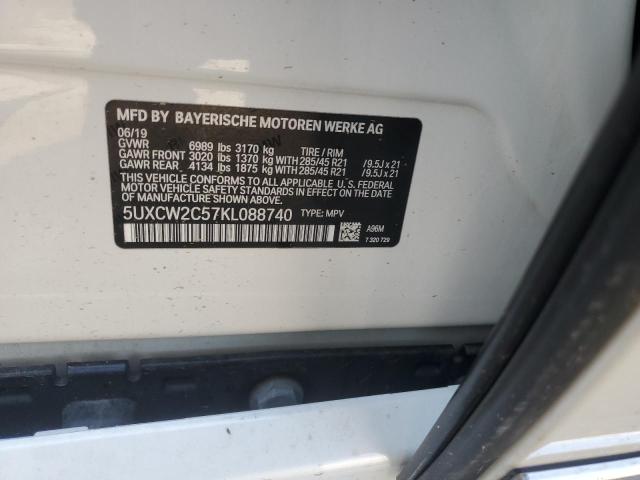 MFD BY BAYERISCHE MOTOREN WERKE AG
06/19
GVWR 6989 lbs 3170 kg TIRE / RIM
GAWR FRONT 3020 lbs 1370 kg WITH 285/45 R21 /9.5J x 21
GAWR REAR 4134 lbs 1875 kg WITH 285/45 R21 /9.5J x 21
THIS VEHICLE CONFORMS TO ALL APPLICABLE U. S. FEDERAL
MOTOR VEHICLE SAFETY STANDARDS IN EFFECT ON THE DATE
OF MANUFACTURE SHOWN ABOVE.
5UXCW2C57KL088740 TYPE: MPV
A96M
7 320 729